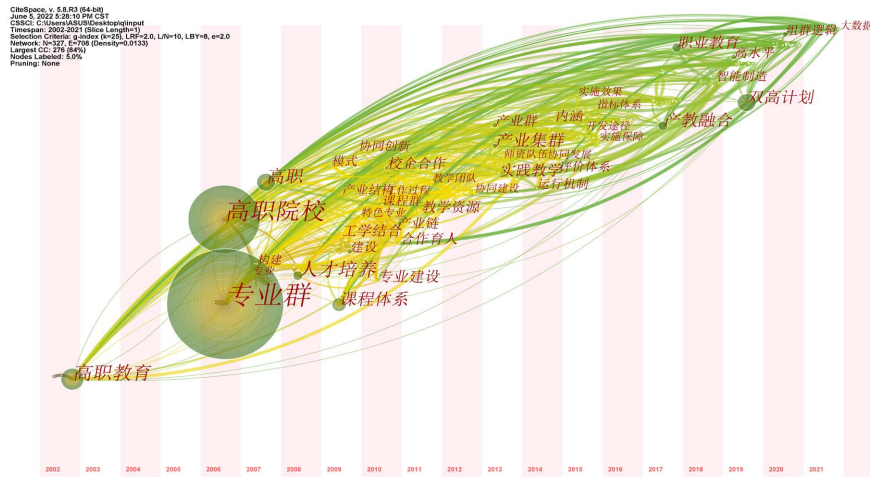 CiteSpace, v. 5.8.R3 (64-bit)
June 5, 2022 5:28:10 PM CST
CSSCI: C:\Users\ASUS\Desktop\q\input
Timespan: 2002-2021 (Slice Length=1)
Selection Criteria: g-index (k=25), LRF=2.0, L/N=10, LBY=8, e=2.0
Network: N=327, E=708 (Density=0.0133)
Largest CC: 276 (84%)
Nodes Labeled: 5.0%
Pruning: None
大数据
组群逻辑
职业教育
高水平
智能制造
实施效果
双高计划
指标体系
产业群
内涵
产教融合
开发途径
实施保障
产业集群
协同创新
师资队伍
协同发展
模式
校企合作
实践教学
评价体系
高职
教学团队
运行机制
产业结构
工作过程
协同建设
课程群
高职院校
特色专业
教学资源
产业链
工学结合
合作育人
建设
构建
专业
人才培养
专业建设
专业群
课程体系
高职教育
2002
2003
2004
2005
2006
2007
2008
2009
2010
2011
2012
2013
2014
2015
2016
2017
2018
2019
2020
2021